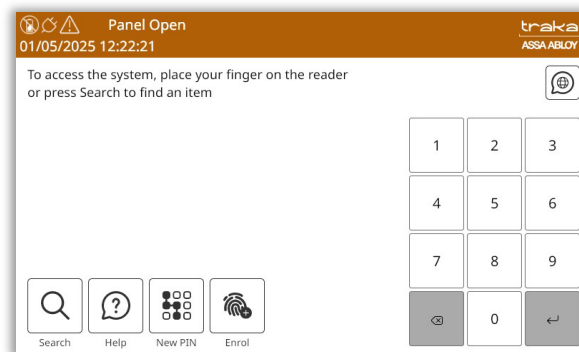 Panel Open
traka
01/05/2025 12:22:21
ASSA ABLOY
To access the system, place your finger on the reader
or press Search to find an item
1 2 3
4 5 6
7 8 9
0
?
Search Help New PIN Enrol